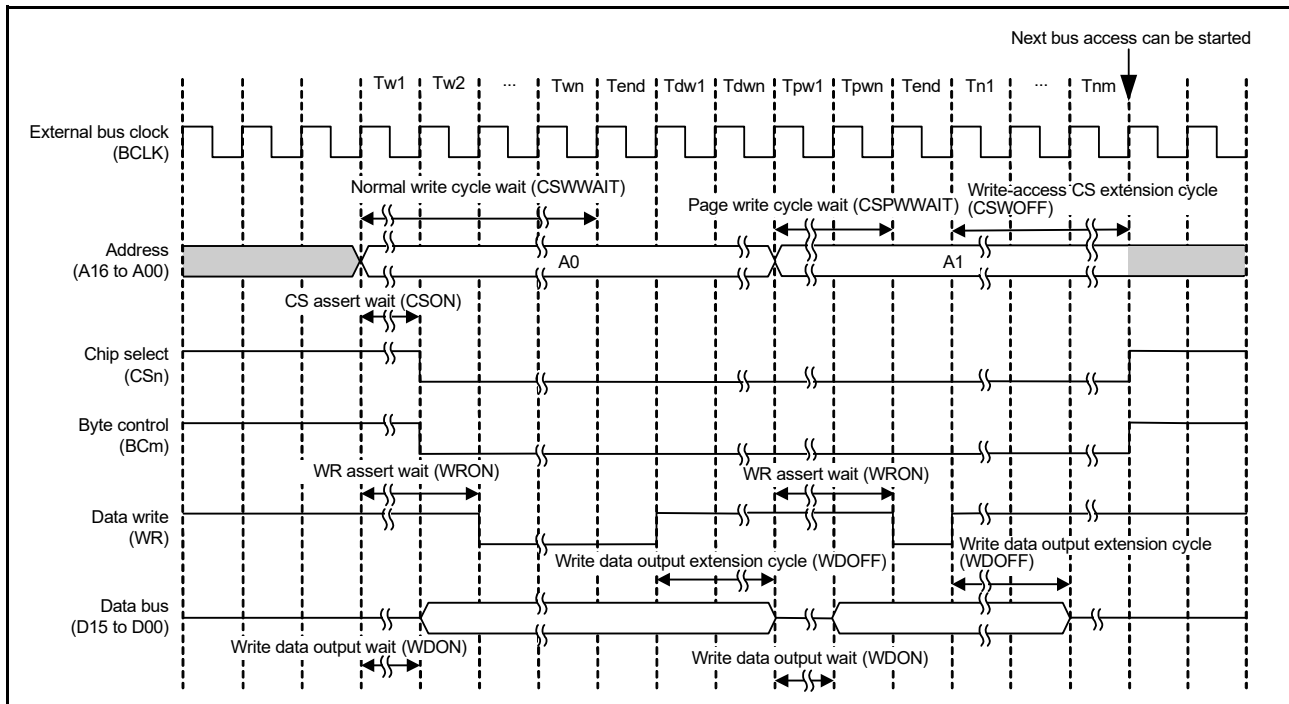 Next bus access can be started
Tw1 Tw2 ... Twn Tend Tdw1 Tdwn Tpw1 Tpwn Tend Tn1 ... Tnm
External bus clock
(BCLK)
Normal write cycle wait (CSWWAIT)
Page write cycle wait (CSPWWAIT)
Write-access CS extension cycle
(CSWOFF)
Address
(A16 to A00)
A0
A1
CS assert wait (CSON)
Chip select
(CSn)
Byte control
(BCm)
WR assert wait (WRON)
WR assert wait (WRON)
Data write
(WR)
Write data output extension cycle (WDOFF)
Write data output extension cycle
(WDOFF)
Data bus
(D15 to D00)
Write data output wait (WDON)
Write data output wait (WDON)